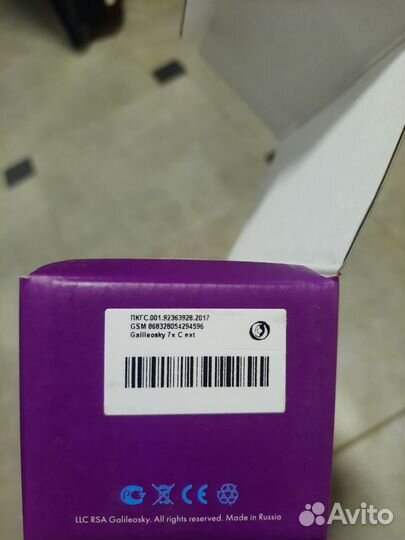 ПКГС.001.92363928.2017
GSM 868328054294596
Galileosky 7x C ext
LLC RSA Galileosky. All rights reserved. Made in Russia
Avito